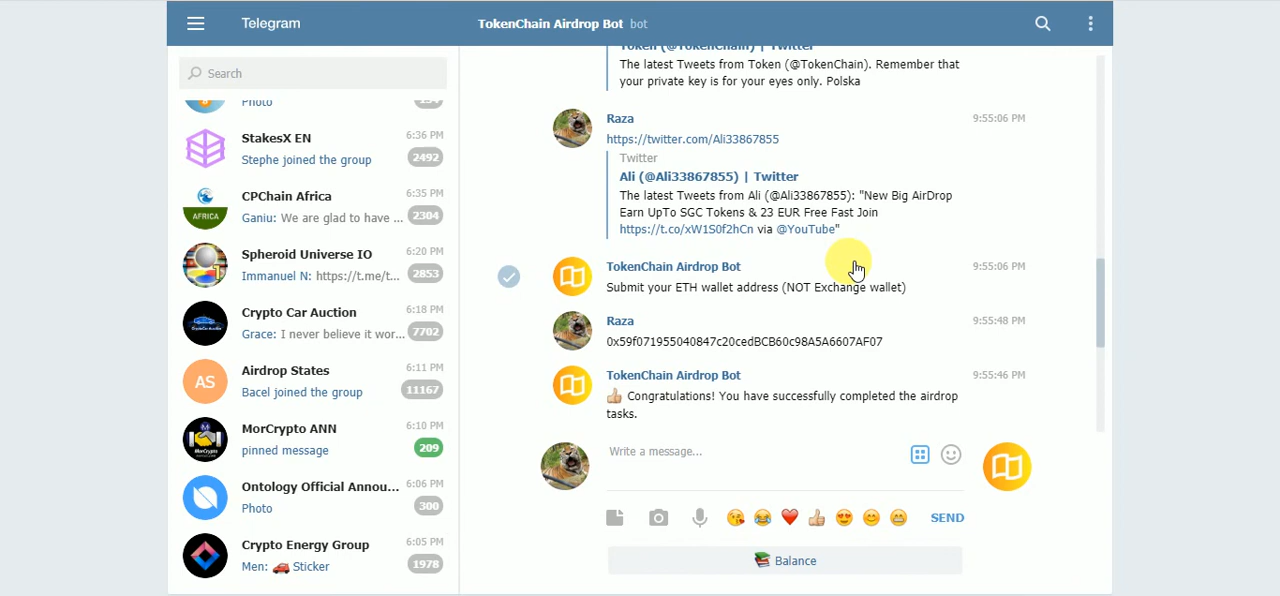 Telegram
TokenChain Airdrop Bot bot
Search
Photo
StakesX EN 6:36 PM
Stephe joined the group 2492
CPChain Africa 6:35 PM
AFRICA
Ganiu: We are glad to have ... 2304
Spheroid Universe IO 6:20 PM
Immanuel N: https://t.me/t... 2853
Crypto Car Auction 6:18 PM
Grace: I never believe it wor... 7702
Airdrop States 6:11 PM
AS
Bacel joined the group 11167
MorCrypto ANN 6:10 PM
pinned message 209
Ontology Official Annou... 6:06 PM
Photo 300
Crypto Energy Group 6:05 PM
Men: 🚗 Sticker 1978
Token (@TokenChain) | Twitter
The latest Tweets from Token (@TokenChain). Remember that
your private key is for your eyes only. Polska
Raza 9:55:06 PM
https://twitter.com/Ali33867855
Twitter
Ali (@Ali33867855) | Twitter
The latest Tweets from Ali (@Ali33867855): "New Big AirDrop
Earn UpTo SGC Tokens & 23 EUR Free Fast Join
https://t.co/xW1S0f2hCn via @YouTube"
TokenChain Airdrop Bot 9:55:06 PM
Submit your ETH wallet address (NOT Exchange wallet)
Raza 9:55:48 PM
0x59f071955040847c20cedBCB60c98A5A6607AF07
TokenChain Airdrop Bot 9:55:46 PM
👍 Congratulations! You have successfully completed the airdrop
tasks.
Write a message...
SEND
📚 Balance